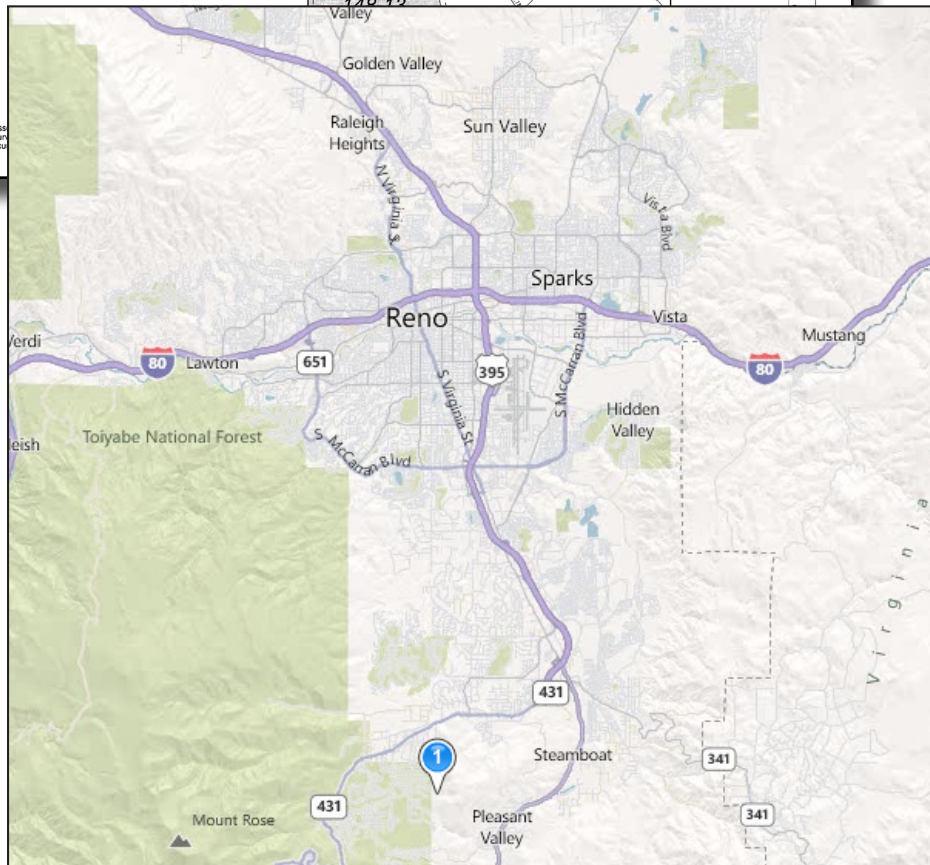 Valley
Golden Valley
Raleigh
Heights
Sun Valley
N Virginia S
Vista Blvd
Sparks
Reno
Vista
Mustang
Verdi
80
Lawton
651
395
80
S Virginia St
S McCarran Blvd
Hidden
Valley
Toiyabe National Forest
eish
S McCarran Blvd
Virginia
431
1
Steamboat
341
431
Mount Rose
Pleasant
Valley
341